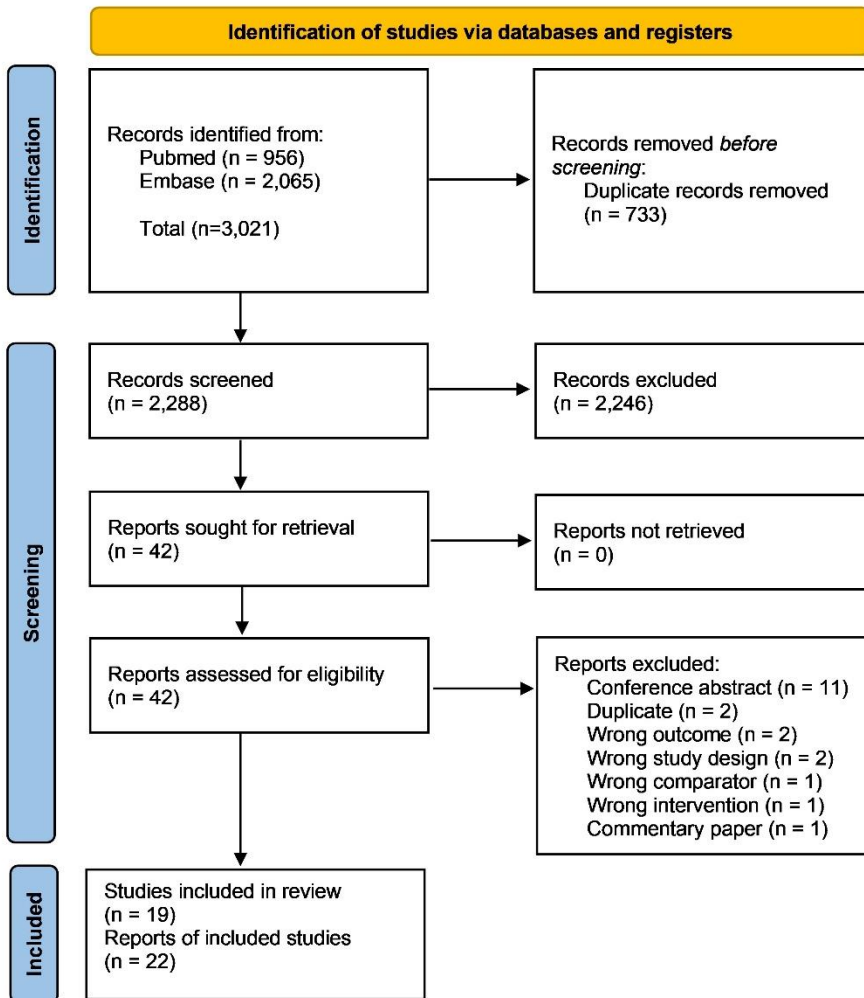 Identification of studies via databases and registers
Identification
Records identified from:
Pubmed (n = 956)
Embase (n = 2,065)
Total (n=3,021)
Records removed before
screening:
Duplicate records removed
(n = 733)
Screening
Records screened
(n = 2,288)
Records excluded
(n = 2,246)
Reports sought for retrieval
(n = 42)
Reports not retrieved
(n = 0)
Reports assessed for eligibility
(n = 42)
Reports excluded:
Conference abstract (n = 11)
Duplicate (n = 2)
Wrong outcome (n = 2)
Wrong study design (n = 2)
Wrong comparator (n = 1)
Wrong intervention (n = 1)
Commentary paper (n = 1)
Included
Studies included in review
(n = 19)
Reports of included studies
(n = 22)